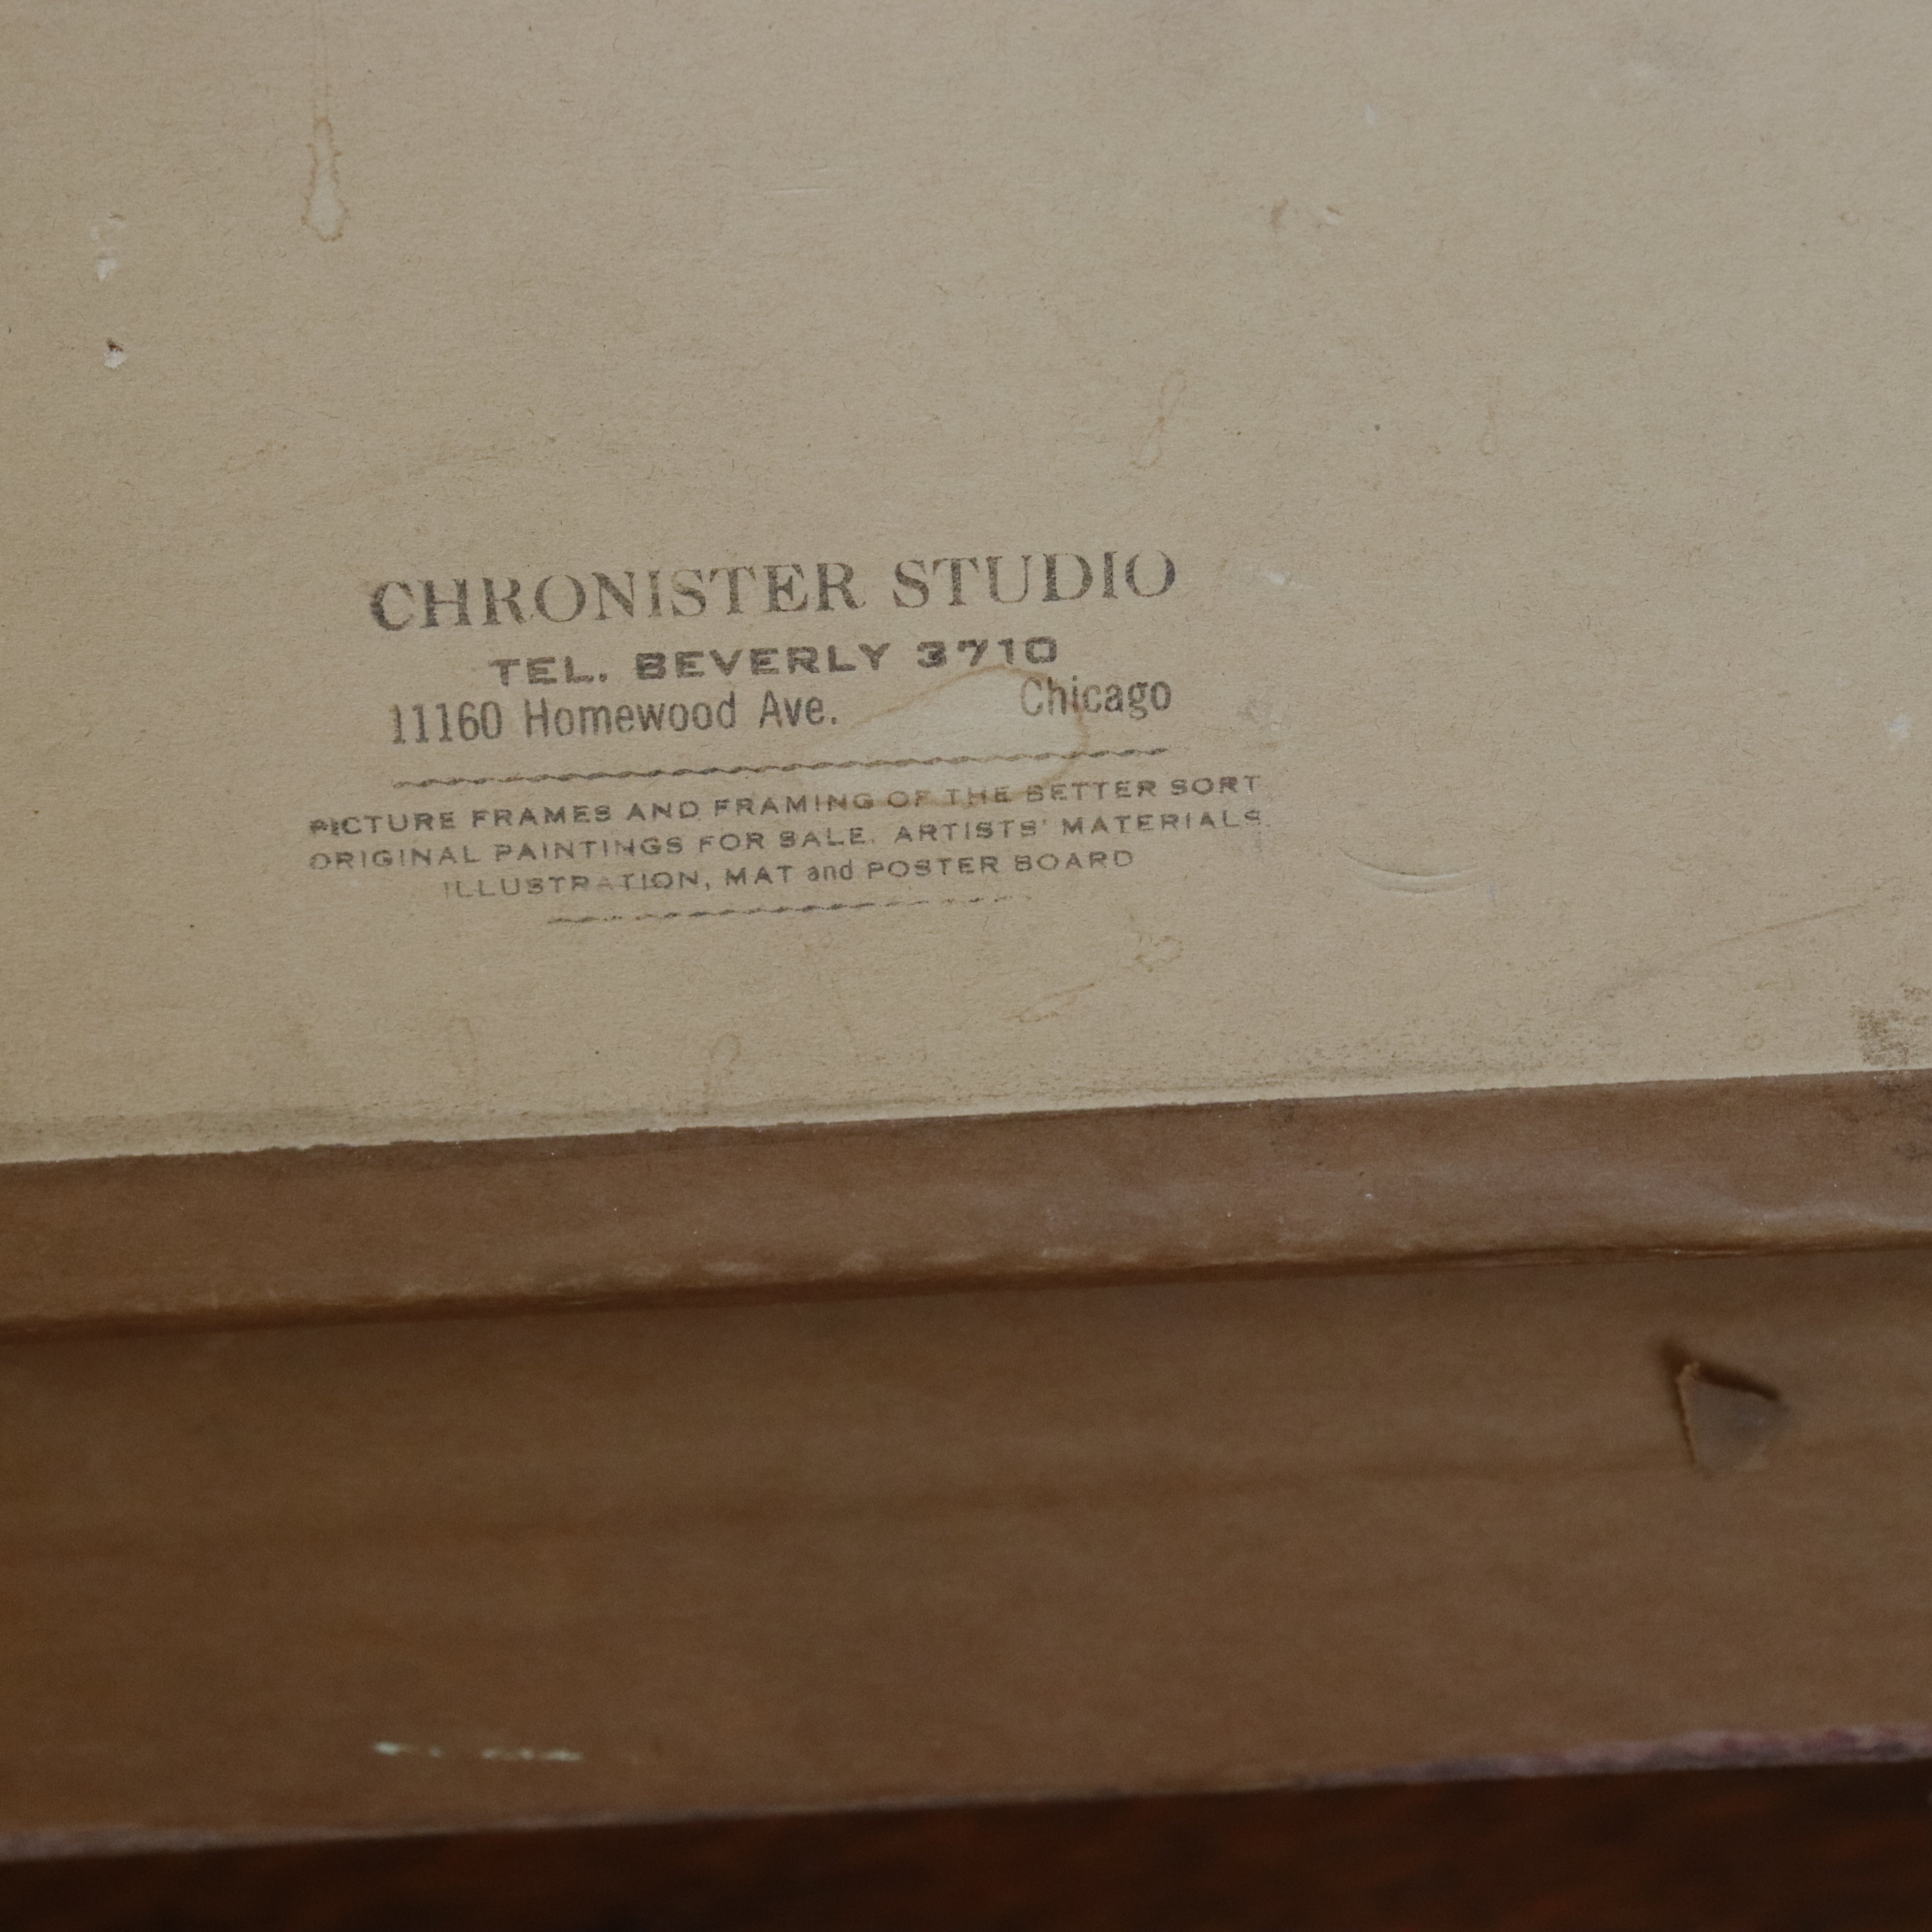 CHRONISTER STUDIO
TEL. BEVERLY 3710
11160 Homewood Ave. Chicago
PICTURE FRAMES AND FRAMING OF THE BETTER SORT
ORIGINAL PAINTINGS FOR SALE. ARTISTS' MATERIALS
ILLUSTRATION, MAT and POSTER BOARD